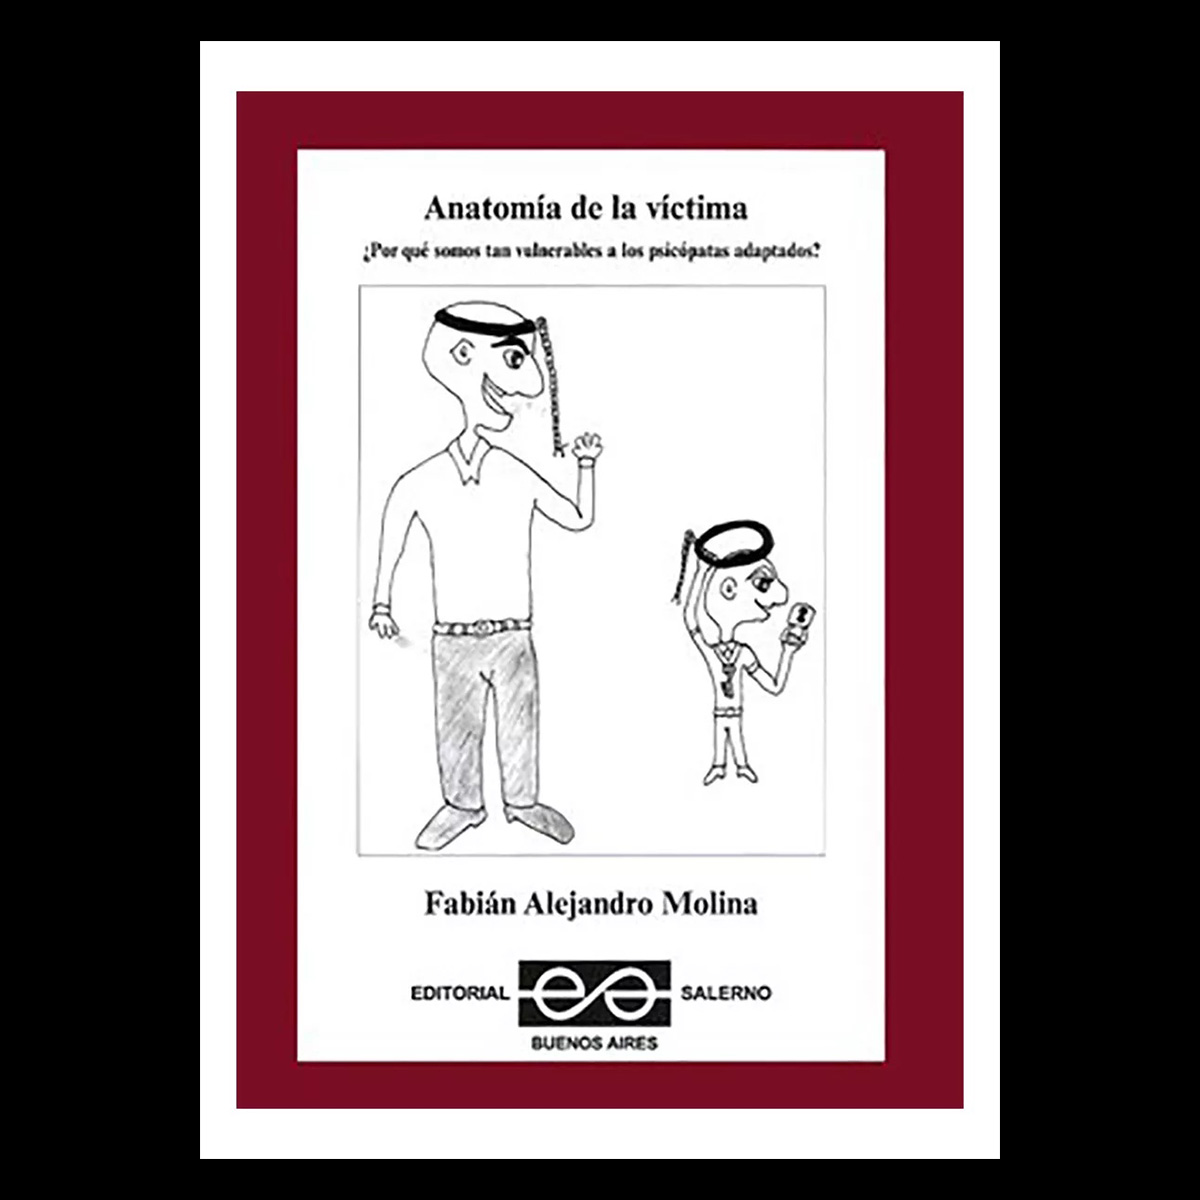 Anatomía de la víctima
¿Por qué somos tan vulnerables a los psicópatas adaptados?
Fabián Alejandro Molina
EDITORIAL SALERNO
BUENOS AIRES